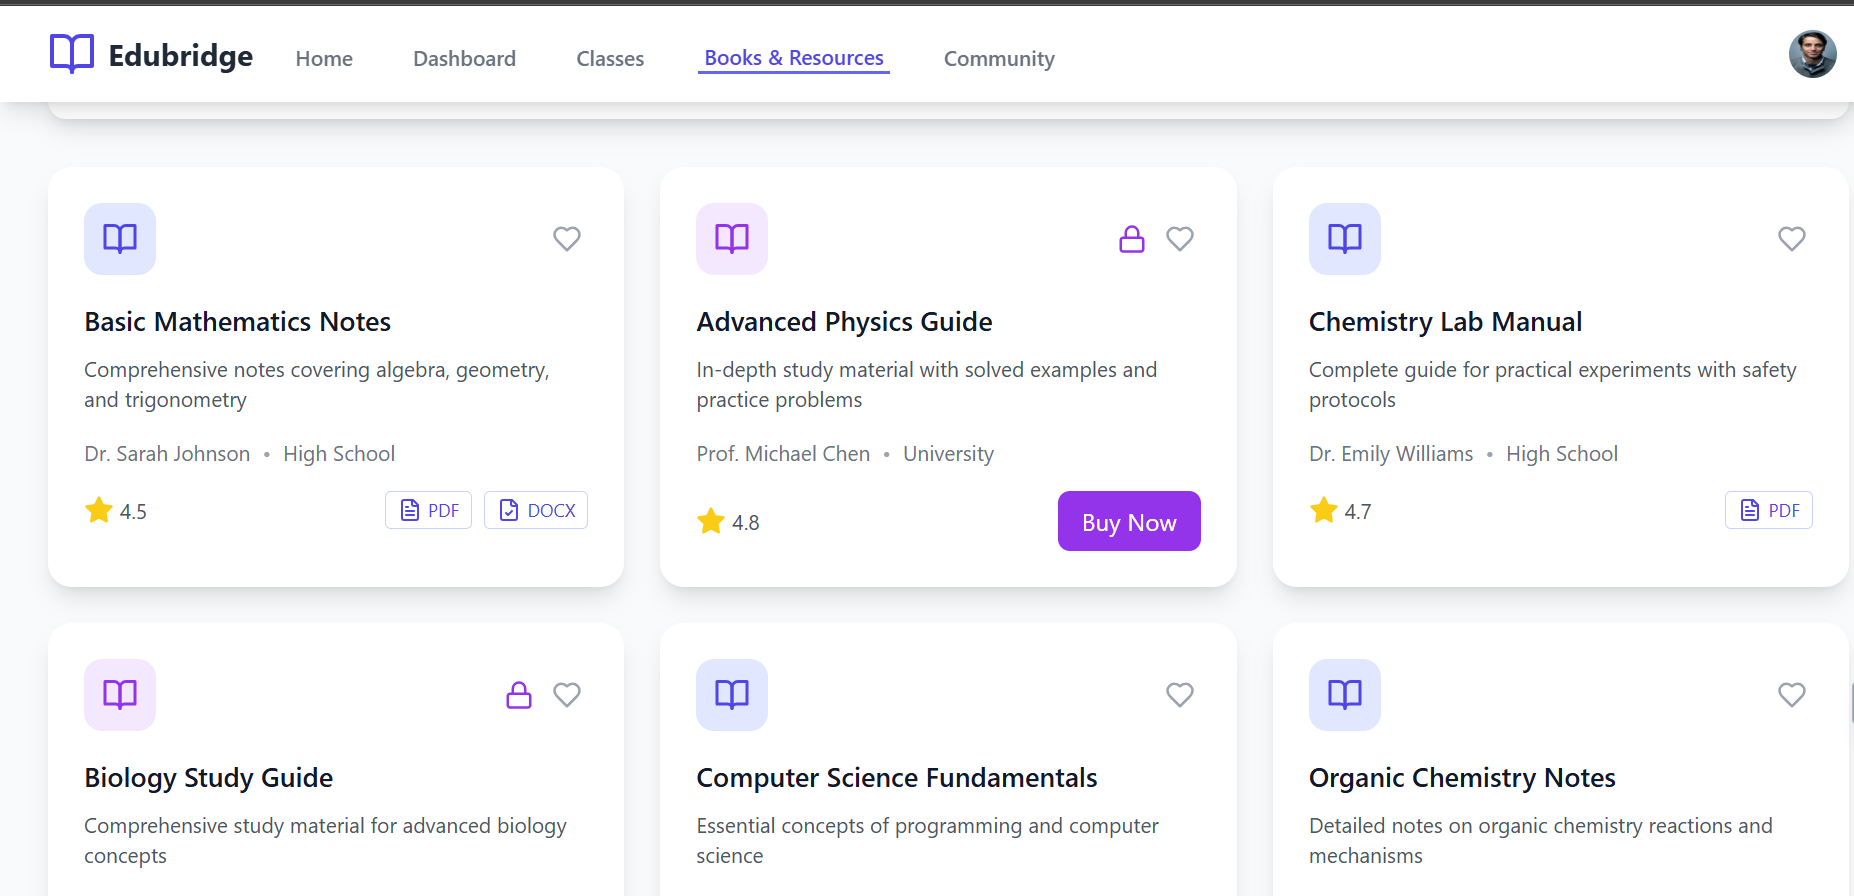 Edubridge
Home
Dashboard
Classes
Books & Resources
Community
Basic Mathematics Notes
Comprehensive notes covering algebra, geometry,
and trigonometry
Dr. Sarah Johnson • High School
4.5
PDF
DOCX
Advanced Physics Guide
In-depth study material with solved examples and
practice problems
Prof. Michael Chen • University
4.8
Buy Now
Chemistry Lab Manual
Complete guide for practical experiments with safety
protocols
Dr. Emily Williams • High School
4.7
PDF
Biology Study Guide
Comprehensive study material for advanced biology
concepts
Computer Science Fundamentals
Essential concepts of programming and computer
science
Organic Chemistry Notes
Detailed notes on organic chemistry reactions and
mechanisms